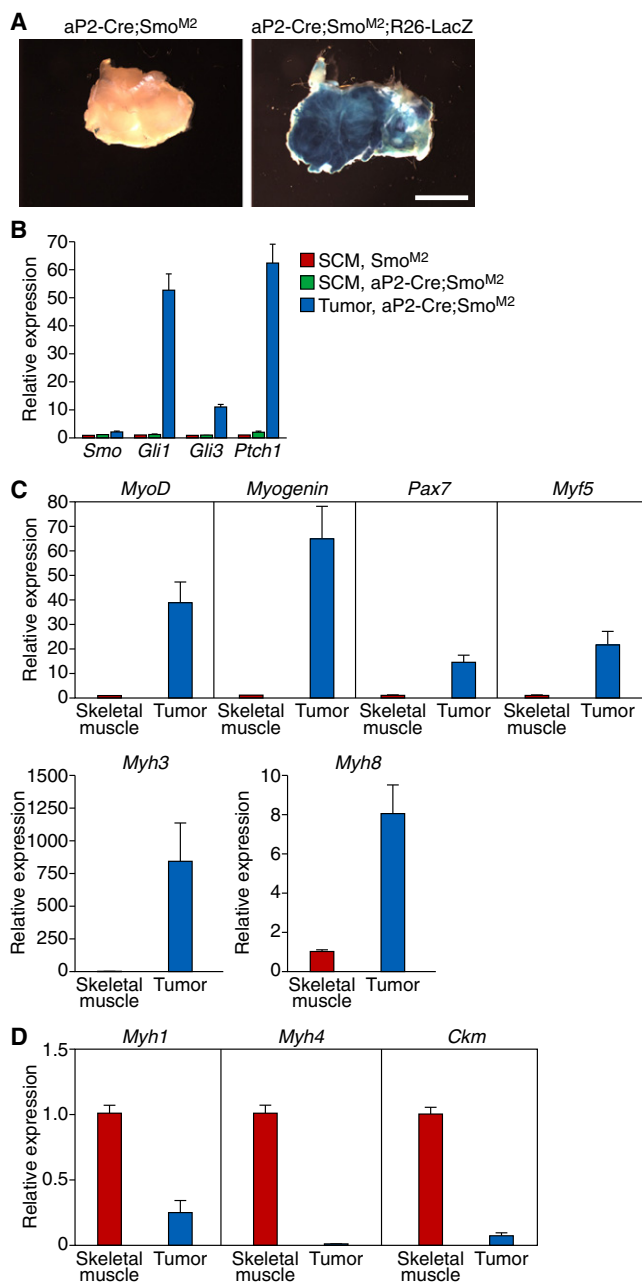 A
aP2-Cre;SmoM2
aP2-Cre;SmoM2;R26-LacZ
B
Relative expression
70
60
50
40
30
20
10
0
Smo
Gli1
Gli3
Ptch1
SCM, SmoM2
SCM, aP2-Cre;SmoM2
Tumor, aP2-Cre;SmoM2
C
MyoD
Myogenin
Pax7
Myf5
Relative expression
80
70
60
50
40
30
20
10
0
Skeletal muscle
Tumor
Skeletal muscle
Tumor
Skeletal muscle
Tumor
Skeletal muscle
Tumor
Myh3
Relative expression
1500
1250
1000
750
500
250
0
Skeletal muscle
Tumor
Myh8
Relative expression
10
8
6
4
2
0
Skeletal muscle
Tumor
D
Myh1
Myh4
Ckm
Relative expression
1.5
1.0
0.5
0
Skeletal muscle
Tumor
Skeletal muscle
Tumor
Skeletal muscle
Tumor